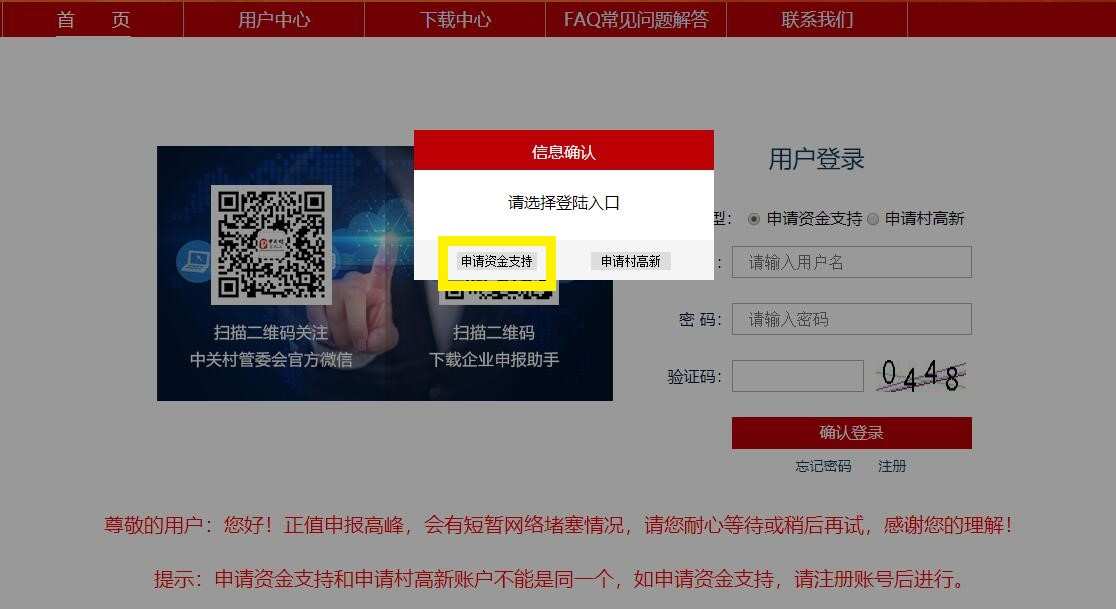 首 页 用户中心 下载中心 FAQ常见问题解答 联系我们
信息确认
请选择登陆入口
申请资金支持 申请村高新
扫描二维码关注
中关村管委会官方微信
扫描二维码
下载企业申报助手
用户登录
型： 申请资金支持 申请村高新
： 请输入用户名
密 码： 请输入密码
验证码： 0448
确认登录
忘记密码 注册
尊敬的用户：您好！正值申报高峰，会有短暂网络堵塞情况，请您耐心等待或稍后再试，感谢您的理解！
提示：申请资金支持和申请村高新账户不能是同一个，如申请资金支持，请注册账号后进行。